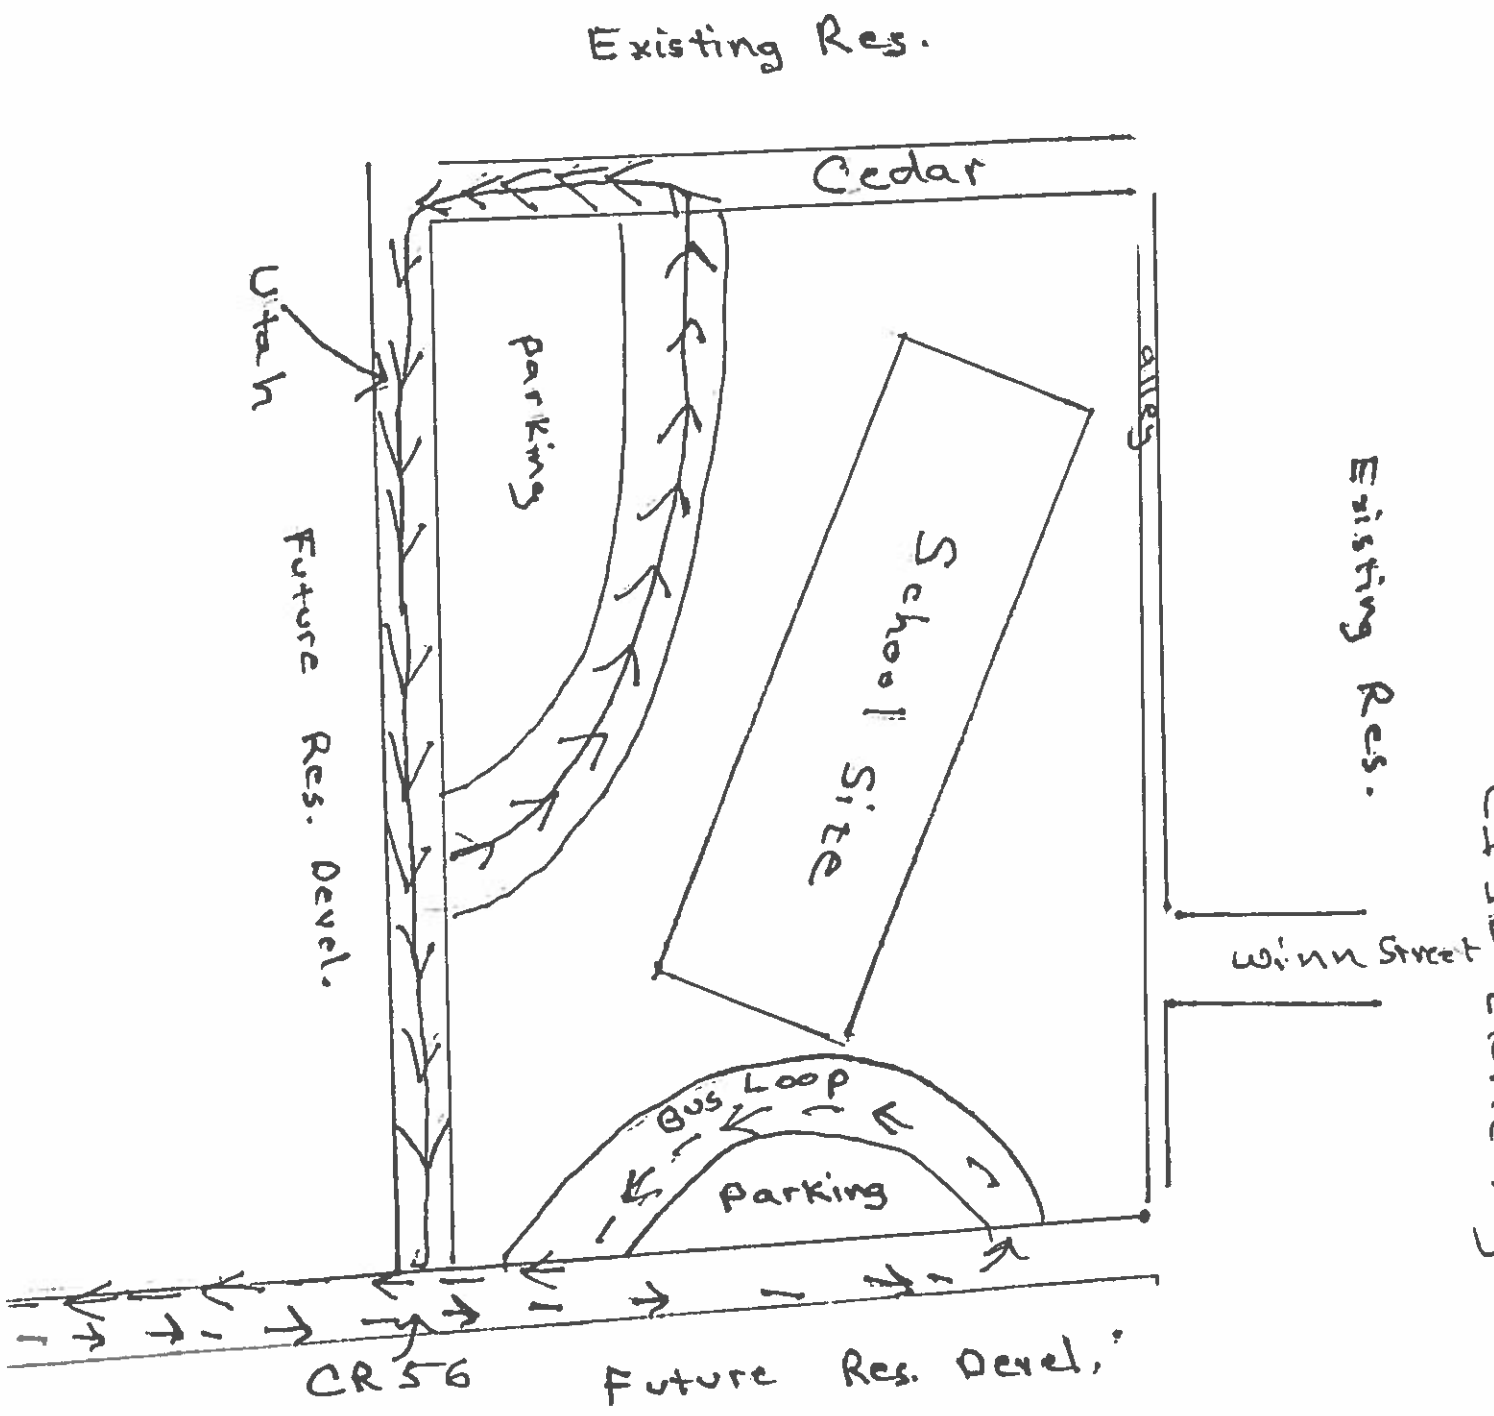 Existing Res.
Cedar
Utah
parking
alley
Existing Res.
School Site
Future Res. Devel.
Winn Street
Bus Loop
Parking
CR 56
Future Res. Devel.